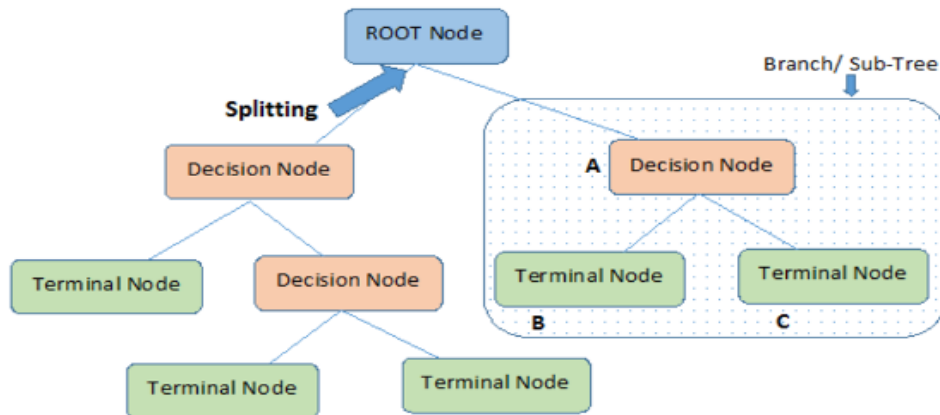 ROOT Node
Branch/ Sub-Tree
Splitting
Decision Node
A
Decision Node
Terminal Node
Decision Node
Terminal Node
Terminal Node
B
C
Terminal Node
Terminal Node